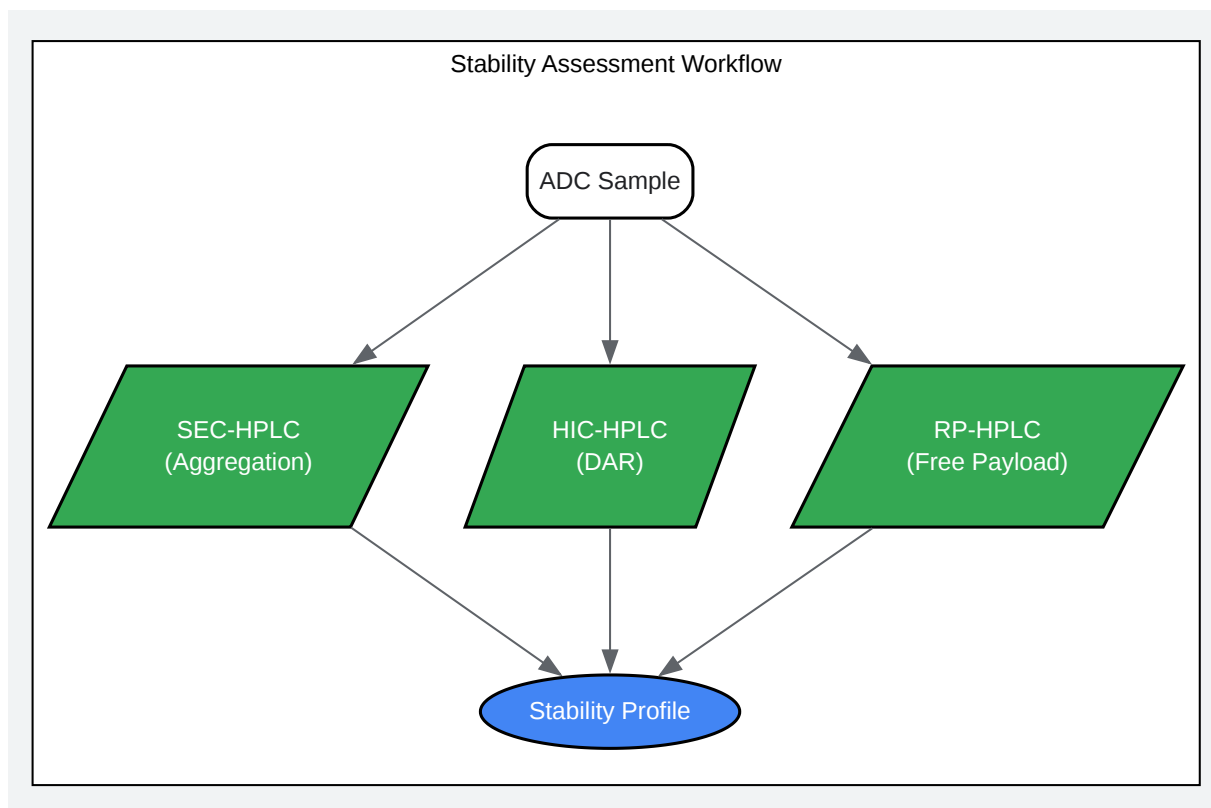 Stability Assessment Workflow
ADC Sample
SEC-HPLC
(Aggregation)
HIC-HPLC
(DAR)
RP-HPLC
(Free Payload)
Stability Profile